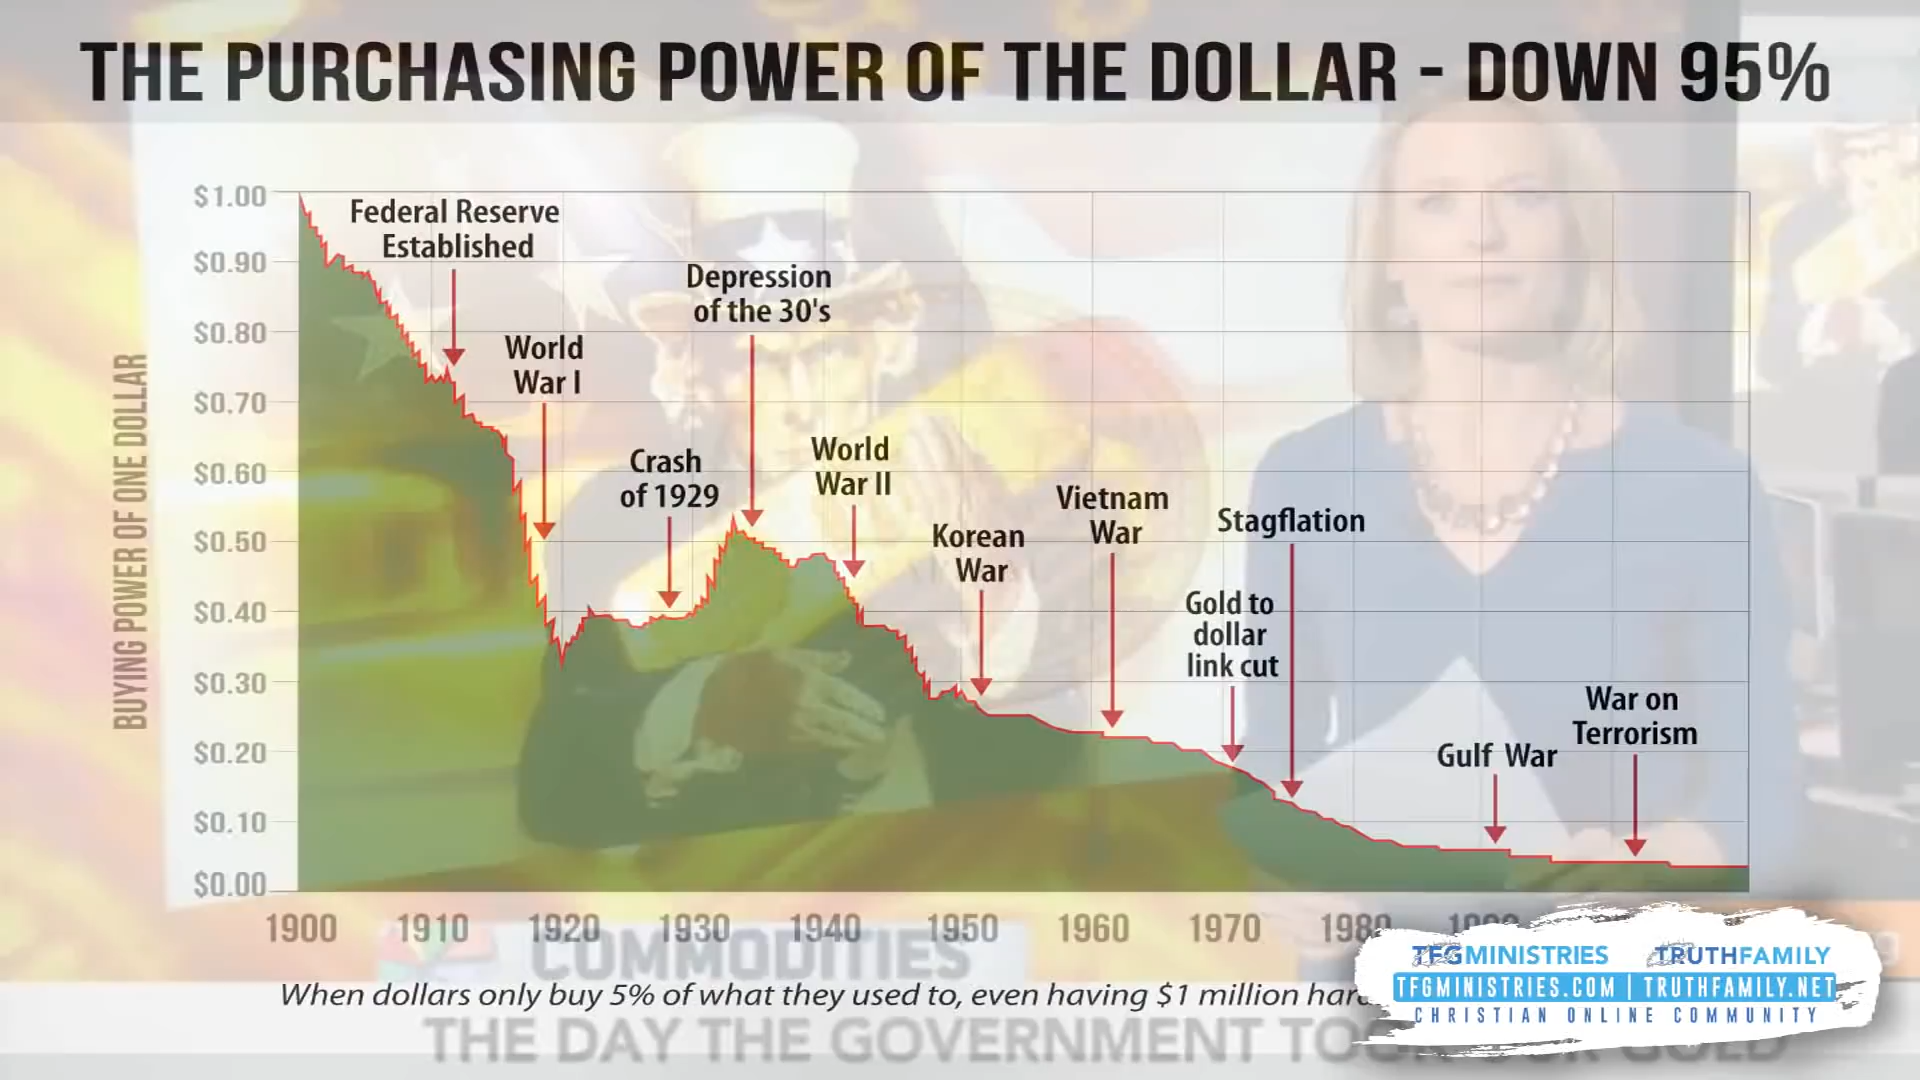 THE PURCHASING POWER OF THE DOLLAR - DOWN 95%
$1.00
$0.90
$0.80
$0.70
$0.60
$0.50
$0.40
$0.30
$0.20
$0.10
$0.00
BUYING POWER OF ONE DOLLAR
Federal Reserve
Established
World
War I
Crash
of 1929
Depression
of the 30's
World
War II
Korean
War
Vietnam
War
Gold to
dollar
link cut
Stagflation
Gulf War
War on
Terrorism
1900 1910 1920 1930 1940 1950 1960 1970 1980
COMMODITIES
When dollars only buy 5% of what they used to, even having $1 million
THE DAY THE GOVERNMENT GOLD
TFGMINISTRIES TRUTHFAMILY
TFGMINISTRIES.COM | TRUTHFAMILY.NET
CHRISTIAN ONLINE COMMUNITY